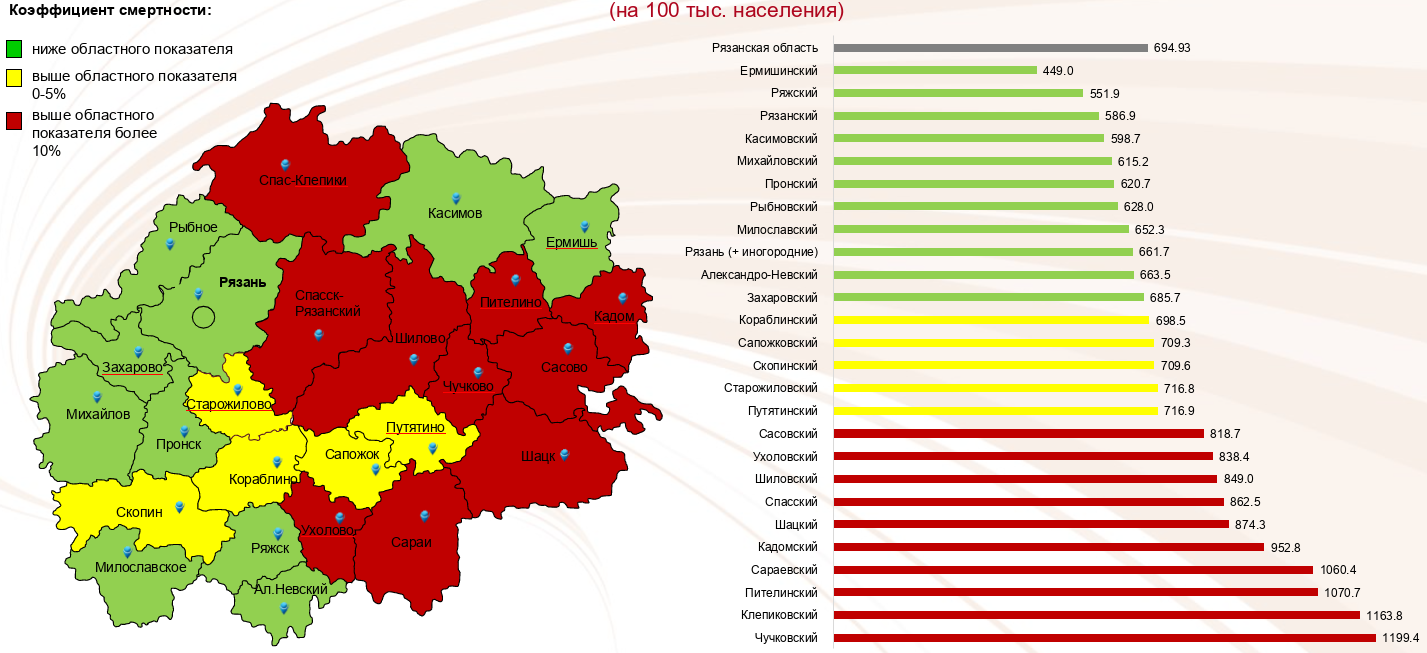 Коэффициент смертности:
(на 100 тыс. населения)
ниже областного показателя
выше областного показателя
0-5%
выше областного
показателя более
10%
Спас-Клепики
Касимов
Рыбное
Ермишь
Рязань
Спасск-
Рязанский
Пителино
Кадом
Шилово
Захарово
Сасово
Чучково
Старожилово
Михайлов
Путятино
Пронск
Сапожок
Шацк
Кораблино
Скопин
Ухолово
Сараи
Ряжск
Милославское
Ал.Невский
Рязанская область 694.93
Ермишинский 449.0
Ряжский 551.9
Рязанский 586.9
Касимовский 598.7
Михайловский 615.2
Пронский 620.7
Рыбновский 628.0
Милославский 652.3
Рязань (+ иногородние) 661.7
Александро-Невский 663.5
Захаровский 685.7
Кораблинский 698.5
Сапожковский 709.3
Скопинский 709.6
Старожиловский 716.8
Путятинский 716.9
Сасовский 818.7
Ухоловский 838.4
Шиловский 849.0
Спасский 862.5
Шацкий 874.3
Кадомский 952.8
Сараевский 1060.4
Пителинский 1070.7
Клепиковский 1163.8
Чучковский 1199.4